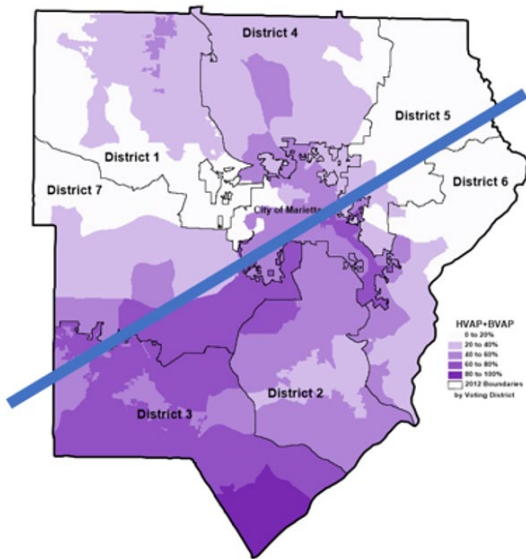 District 4
District 5
District 1
District 6
District 7
City of Marietta
HVAP+BVAP
0 to 20%
20 to 40%
40 to 60%
60 to 80%
80 to 100%
2012 Boundaries
by Voting District
District 2
District 3